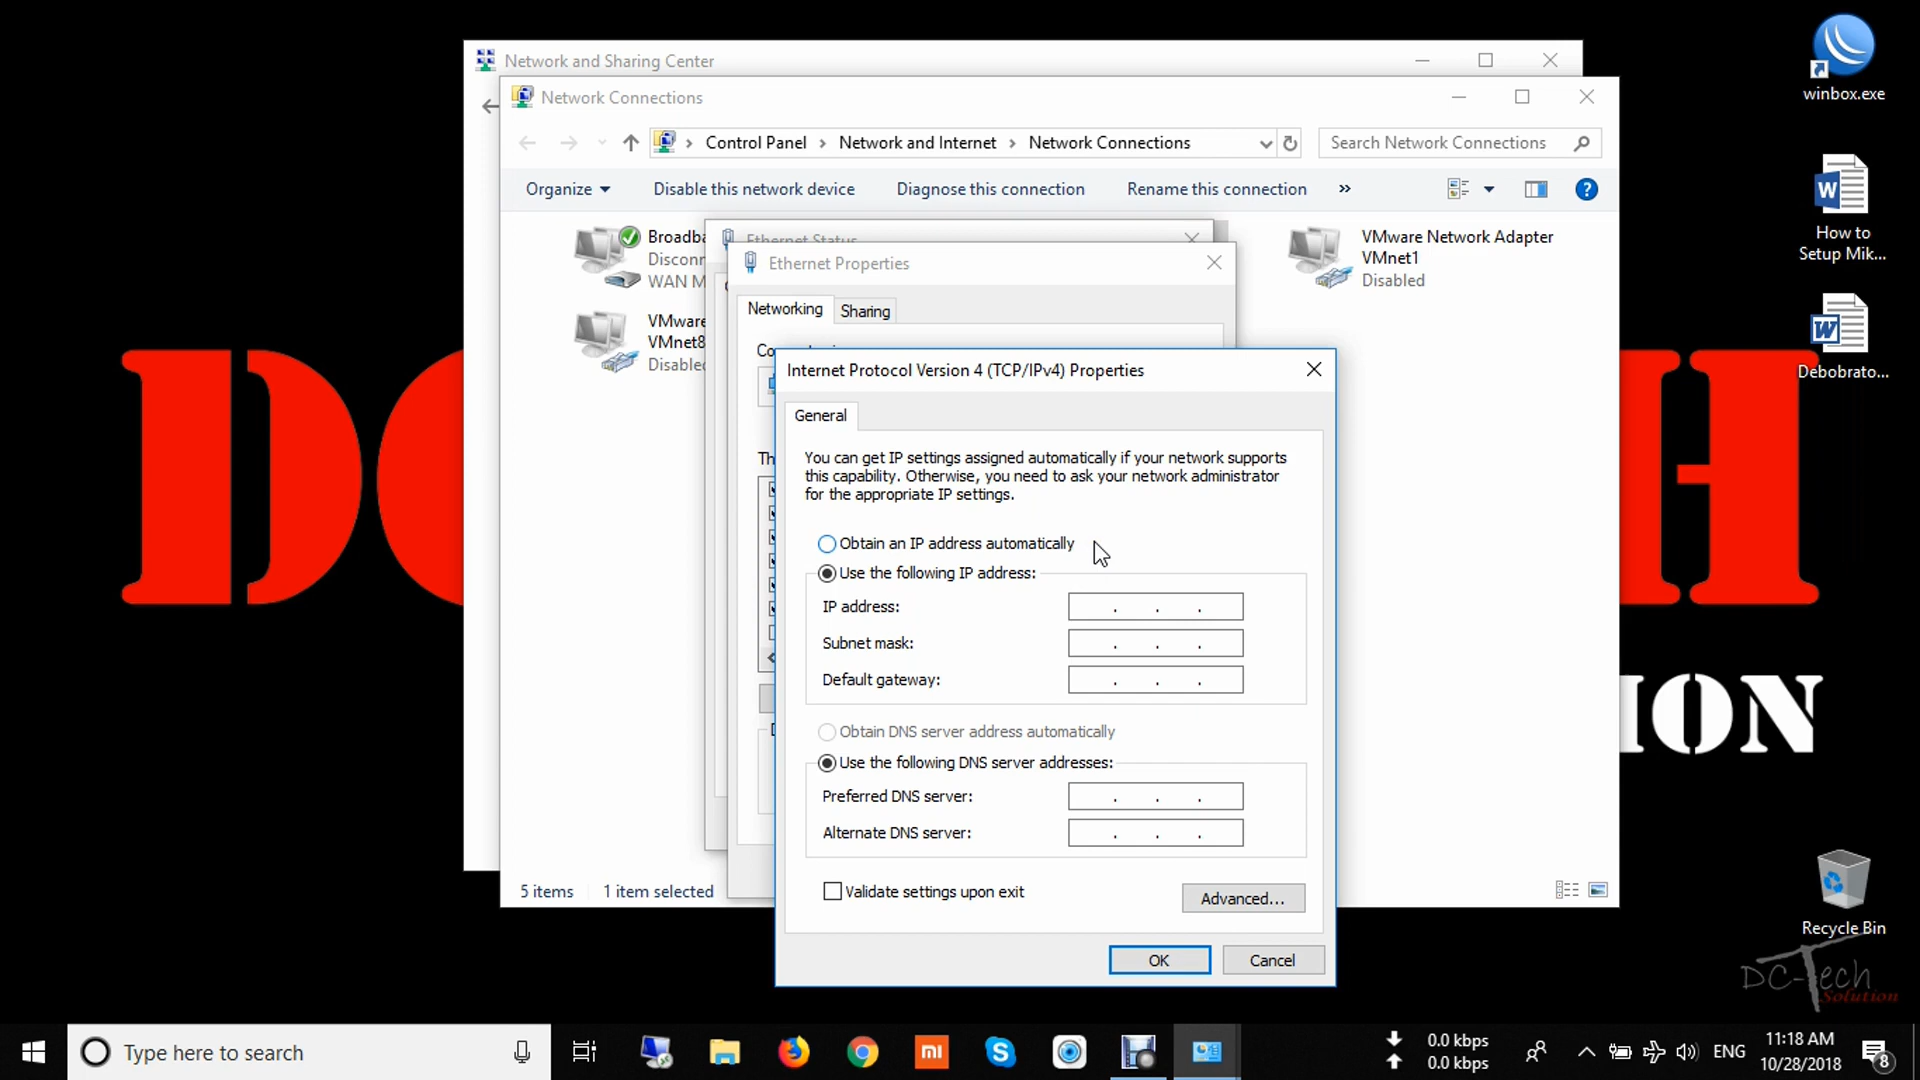 Network and Sharing Center
Network Connections
Control Panel
Network and Internet
Network Connections
Search Network Connections
Organize
Disable this network device
Diagnose this connection
Rename this connection
»
VMware Network Adapter
VMnet1
Disabled
WAN
VMware
VMnet8
Ethernet Status
Ethernet Properties
Networking
Sharing
Internet Protocol Version 4 (TCP/IPv4) Properties
General
You can get IP settings assigned automatically if your network supports
this capability. Otherwise, you need to ask your network administrator
for the appropriate IP settings.
Obtain an IP address automatically
Use the following IP address:
IP address:
Subnet mask:
Default gateway:
Obtain DNS server address automatically
Use the following DNS server addresses:
Preferred DNS server:
Alternate DNS server:
Validate settings upon exit
Advanced...
OK
Cancel
5 items
1 item selected
winbox.exe
How to
Setup Mik...
Debobrato...
Recycle Bin
DC-Tech
Solution
Type here to search
mi
0.0 kbps
0.0 kbps
ENG
11:18 AM
10/28/2018
8